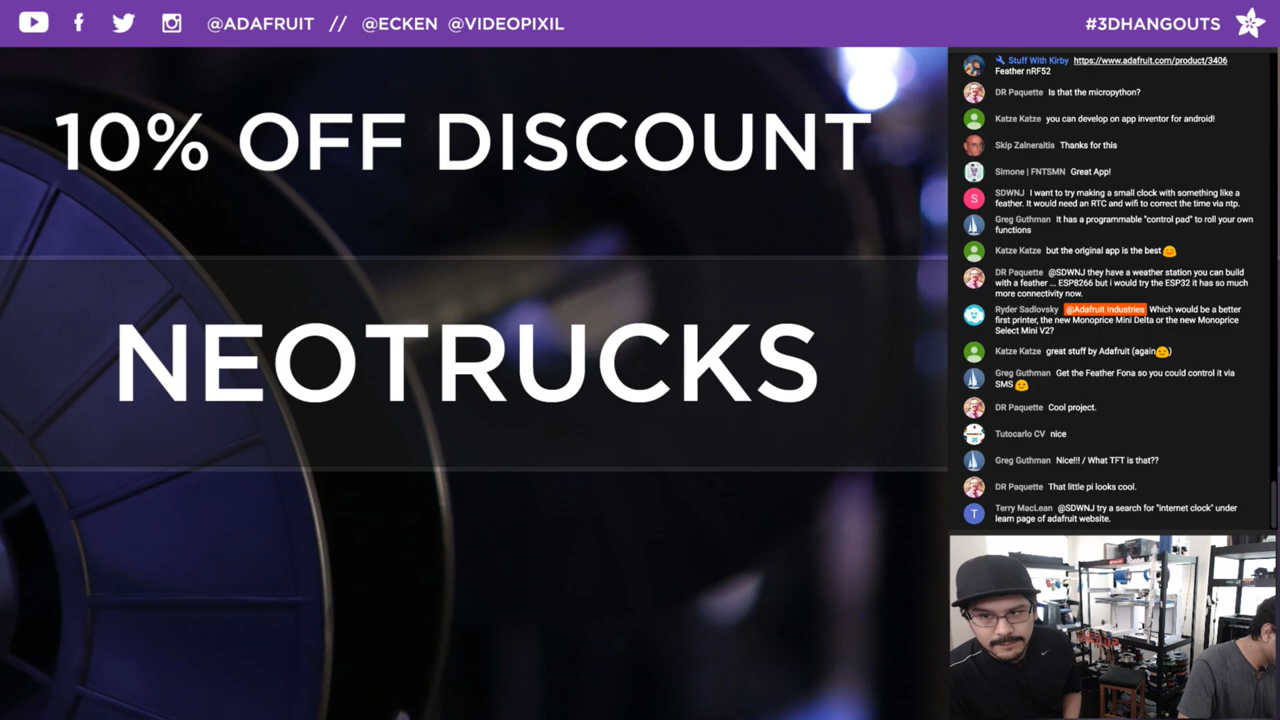 @ADAFRUIT // @ECKEN @VIDEOPIXIL
#3DHANGOUTS
10% OFF DISCOUNT
NEOTRUCKS
Stuff With Kirby https://www.adafruit.com/product/3406
Feather nRF52
DR Paquette Is that the micropython?
Katze Katze you can develop on app inventor for android!
Skip Zalneraitis Thanks for this
Simone | FNTSMN Great App!
S
SDWNJ I want to try making a small clock with something like a
feather. It would need an RTC and wifi to correct the time via ntp.
Greg Guthman It has a programmable "control pad" to roll your own
functions
Katze Katze but the original app is the best 😊
DR Paquette @SDWNJ they have a weather station you can build
with a feather ... ESP8266 but i would try the ESP32 it has so much
more connectivity now.
Ryder Sadlovsky @Adafruit Industries Which would be a better
first printer, the new Monoprice Mini Delta or the new Monoprice
Select Mini V2?
Katze Katze great stuff by Adafruit (again😊)
Greg Guthman Get the Feather Fona so you could control it via
SMS 😊
DR Paquette Cool project.
Tutocarlo CV nice
Greg Guthman Nice!!! / What TFT is that??
DR Paquette That little pi looks cool.
T
Terry MacLean @SDWNJ try a search for "internet clock" under
learn page of adafruit website.